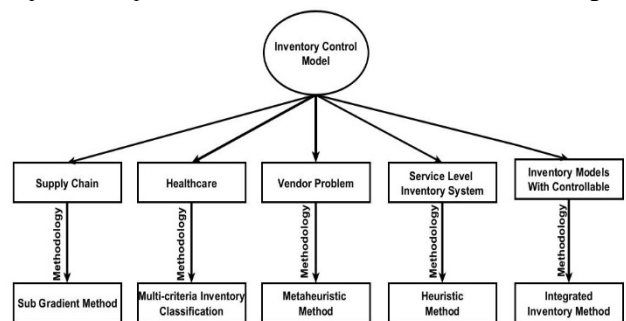 Inventory Control
Model
Supply Chain
Healthcare
Vendor Problem
Service Level
Inventory System
Inventory Models
With Controllable
Methodology
Methodology
Methodology
Methodology
Methodology
Sub Gradient Method
Multi-criteria Inventory
Classification
Metaheuristic
Method
Heuristic
Method
Integrated
Inventory Method